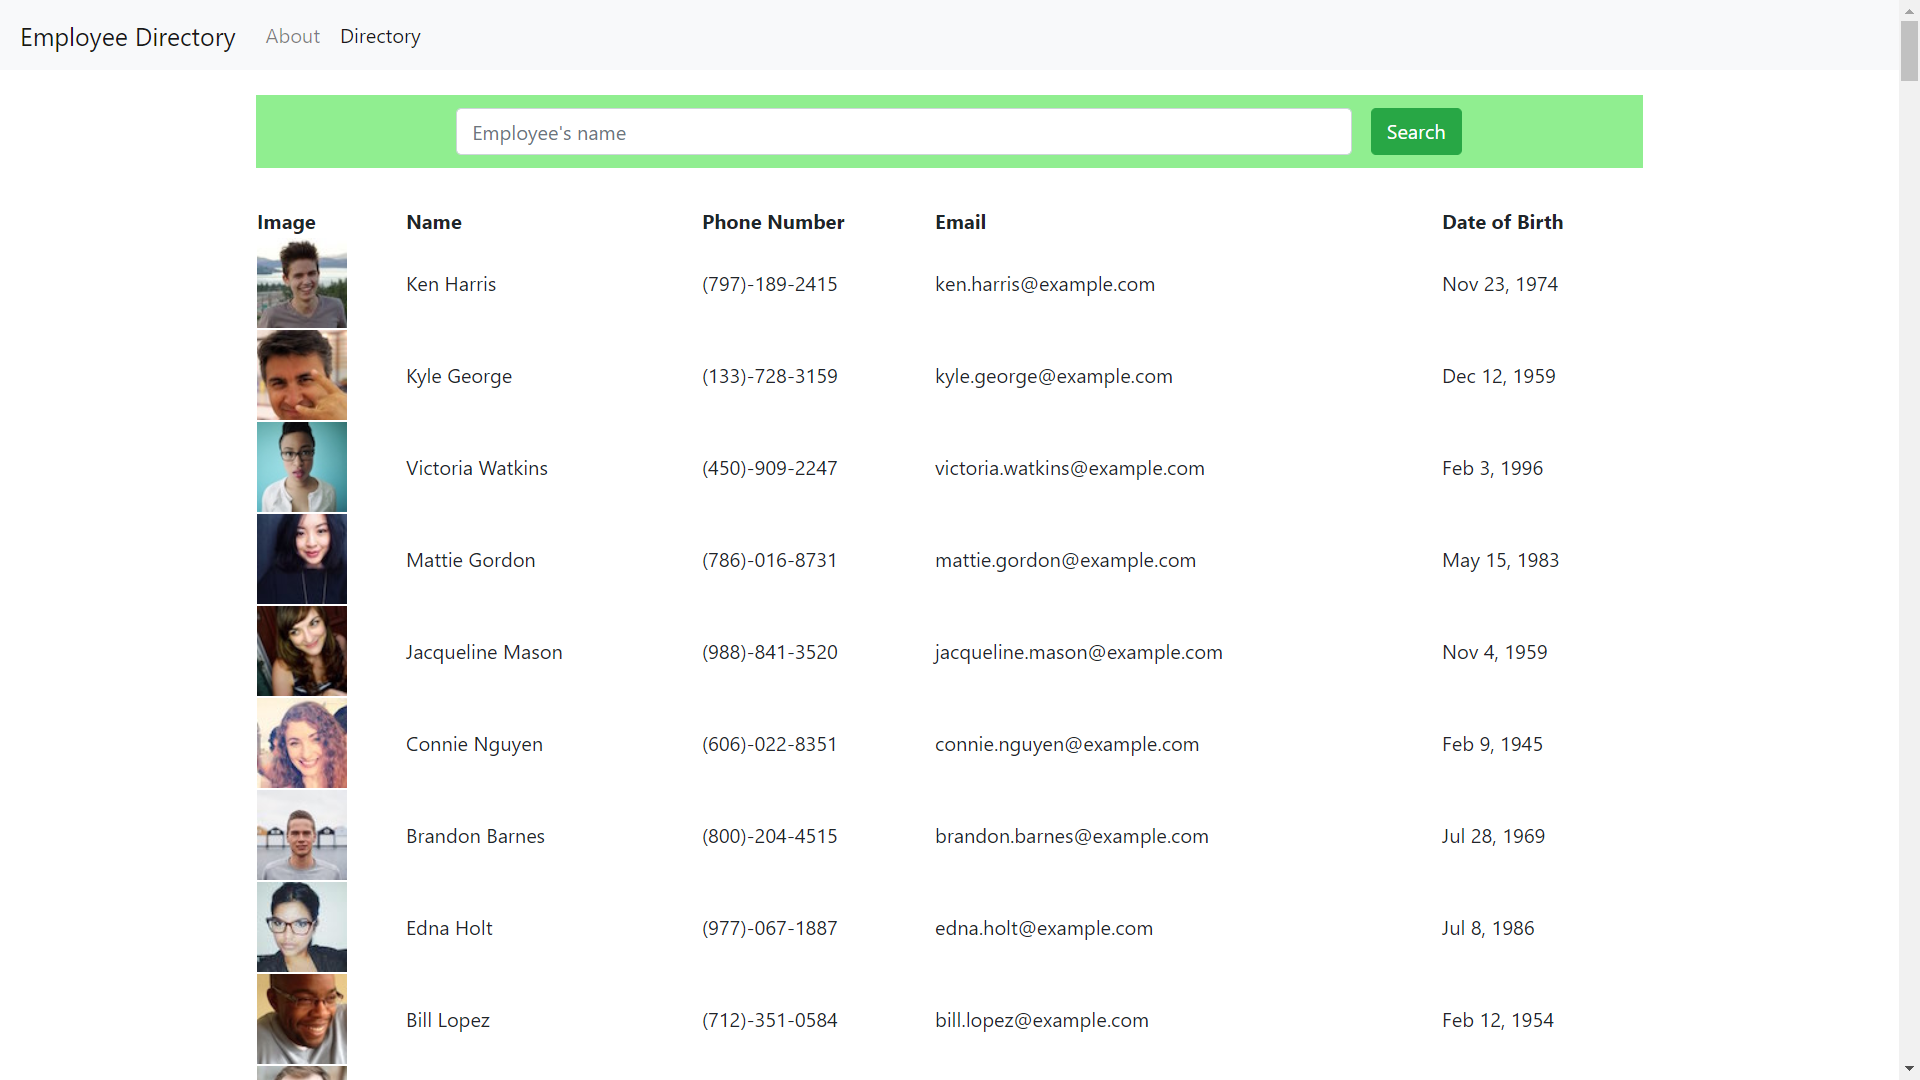 Employee Directory About Directory
Employee's name Search
Image Name Phone Number Email Date of Birth
Ken Harris (797)-189-2415 ken.harris@example.com Nov 23, 1974
Kyle George (133)-728-3159 kyle.george@example.com Dec 12, 1959
Victoria Watkins (450)-909-2247 victoria.watkins@example.com Feb 3, 1996
Mattie Gordon (786)-016-8731 mattie.gordon@example.com May 15, 1983
Jacqueline Mason (988)-841-3520 jacqueline.mason@example.com Nov 4, 1959
Connie Nguyen (606)-022-8351 connie.nguyen@example.com Feb 9, 1945
Brandon Barnes (800)-204-4515 brandon.barnes@example.com Jul 28, 1969
Edna Holt (977)-067-1887 edna.holt@example.com Jul 8, 1986
Bill Lopez (712)-351-0584 bill.lopez@example.com Feb 12, 1954